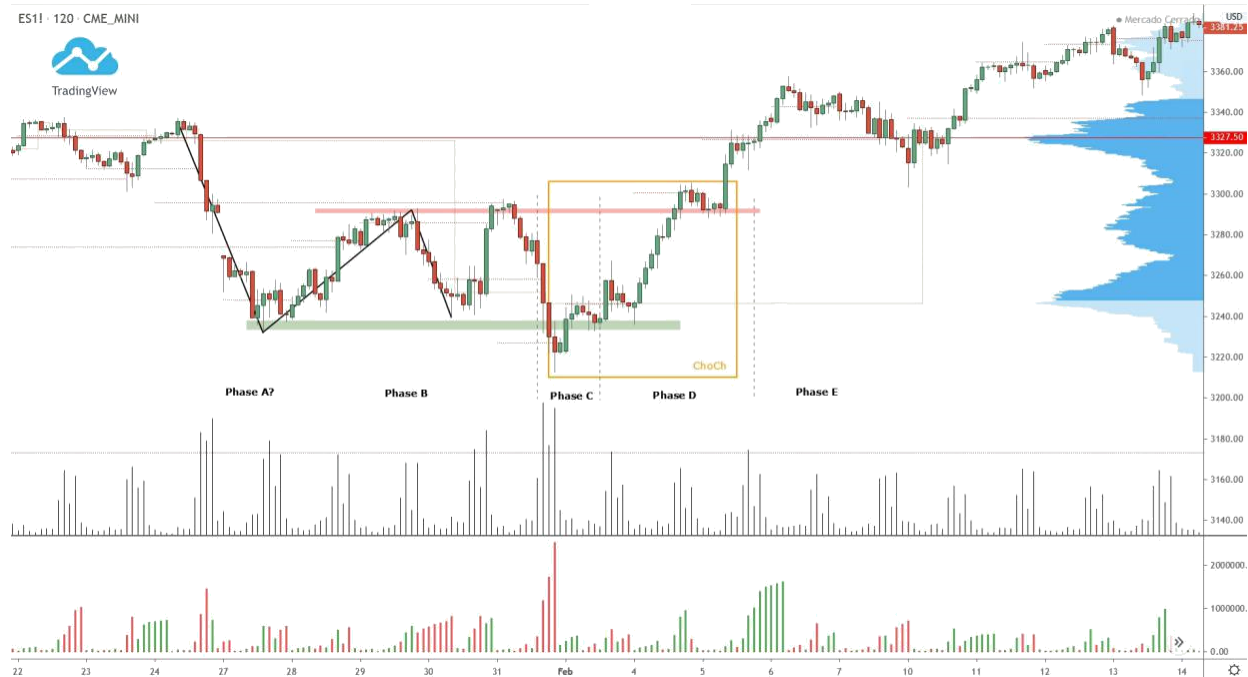 ES1! · 120 · CME_MINI
TradingView
Mercado Cerrado
USD
3381.25
3360.00
3340.00
3327.50
3320.00
3300.00
3280.00
3260.00
3240.00
3220.00
3200.00
3180.00
3160.00
3140.00
ChoCh
Phase A?
Phase B
Phase C
Phase D
Phase E
2000000.
1000000.
0.00
22 23 24 27 28 29 30 31 Feb 4 5 6 7 10 11 12 13 14